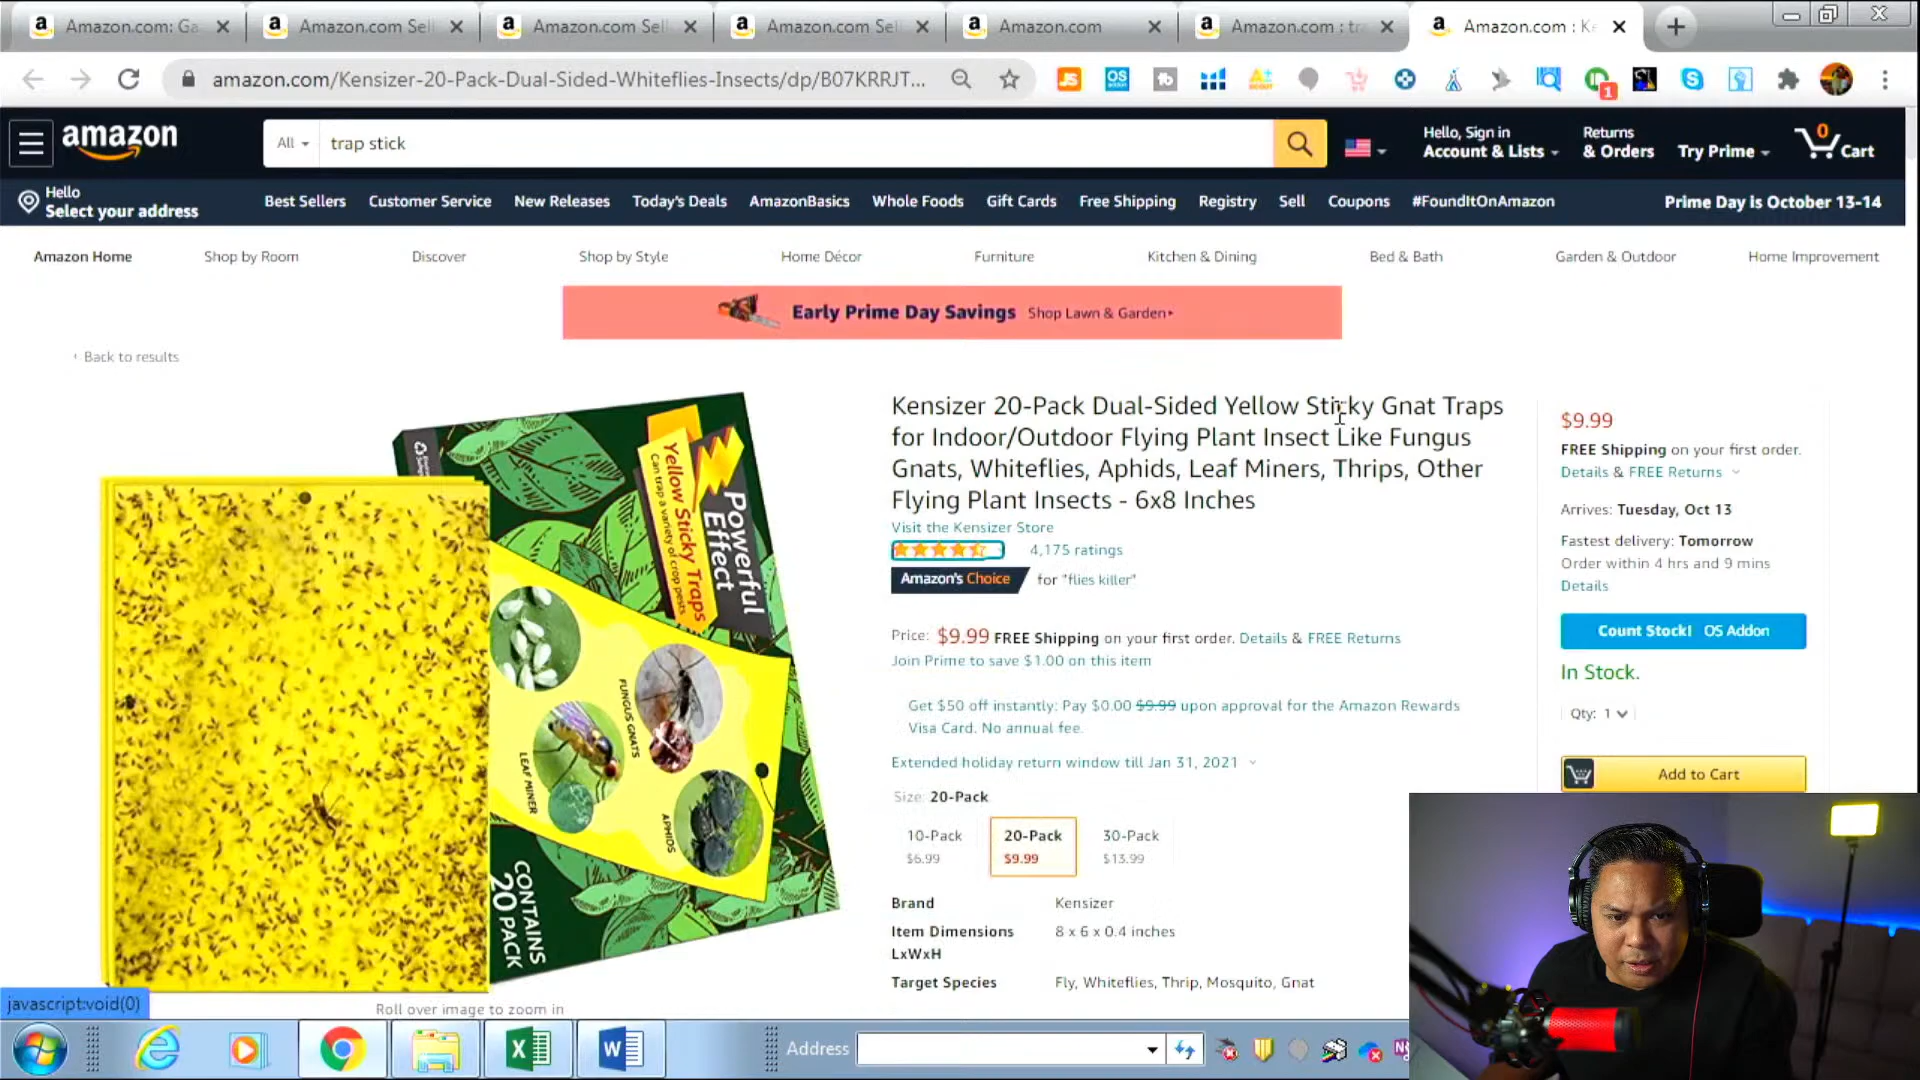 Amazon.com: Ga
Amazon.com Sel
Amazon.com Sel
Amazon.com Sel
Amazon.com
Amazon.com : tr
Amazon.com : K
amazon.com/Kensizer-20-Pack-Dual-Sided-Whiteflies-Insects/dp/B07KRRJT...
JS
OS
1
amazon
All
trap stick
Hello, Sign in
Account & Lists
Returns
& Orders
Try Prime
0
Cart
Hello
Select your address
Best Sellers
Customer Service
New Releases
Today's Deals
AmazonBasics
Whole Foods
Gift Cards
Free Shipping
Registry
Sell
Coupons
#FoundItOnAmazon
Prime Day is October 13-14
Amazon Home
Shop by Room
Discover
Shop by Style
Home Décor
Furniture
Kitchen & Dining
Bed & Bath
Garden & Outdoor
Home Improvement
Early Prime Day Savings Shop Lawn & Garden▸
‹ Back to results
Powerful
Effect
Yellow Sticky Traps
Can trap a variety of crop pests
FUNGUS GNATS
LEAF MINER
APHIDS
CONTAINS
20 PACK
Roll over image to zoom in
Kensizer 20-Pack Dual-Sided Yellow Sticky Gnat Traps
for Indoor/Outdoor Flying Plant Insect Like Fungus
Gnats, Whiteflies, Aphids, Leaf Miners, Thrips, Other
Flying Plant Insects - 6x8 Inches
Visit the Kensizer Store
4,175 ratings
Amazon's Choice for "flies killer"
Price: $9.99 FREE Shipping on your first order. Details & FREE Returns
Join Prime to save $1.00 on this item
Get $50 off instantly: Pay $0.00 $9.99 upon approval for the Amazon Rewards
Visa Card. No annual fee.
Extended holiday return window till Jan 31, 2021
Size: 20-Pack
10-Pack
$6.99
20-Pack
$9.99
30-Pack
$13.99
Brand Kensizer
Item Dimensions 8 x 6 x 0.4 inches
LxWxH
Target Species Fly, Whiteflies, Thrip, Mosquito, Gnat
$9.99
FREE Shipping on your first order.
Details & FREE Returns
Arrives: Tuesday, Oct 13
Fastest delivery: Tomorrow
Order within 4 hrs and 9 mins
Details
Count Stock! OS Addon
In Stock.
Qty: 1
Add to Cart
javascript:void(0)
Address